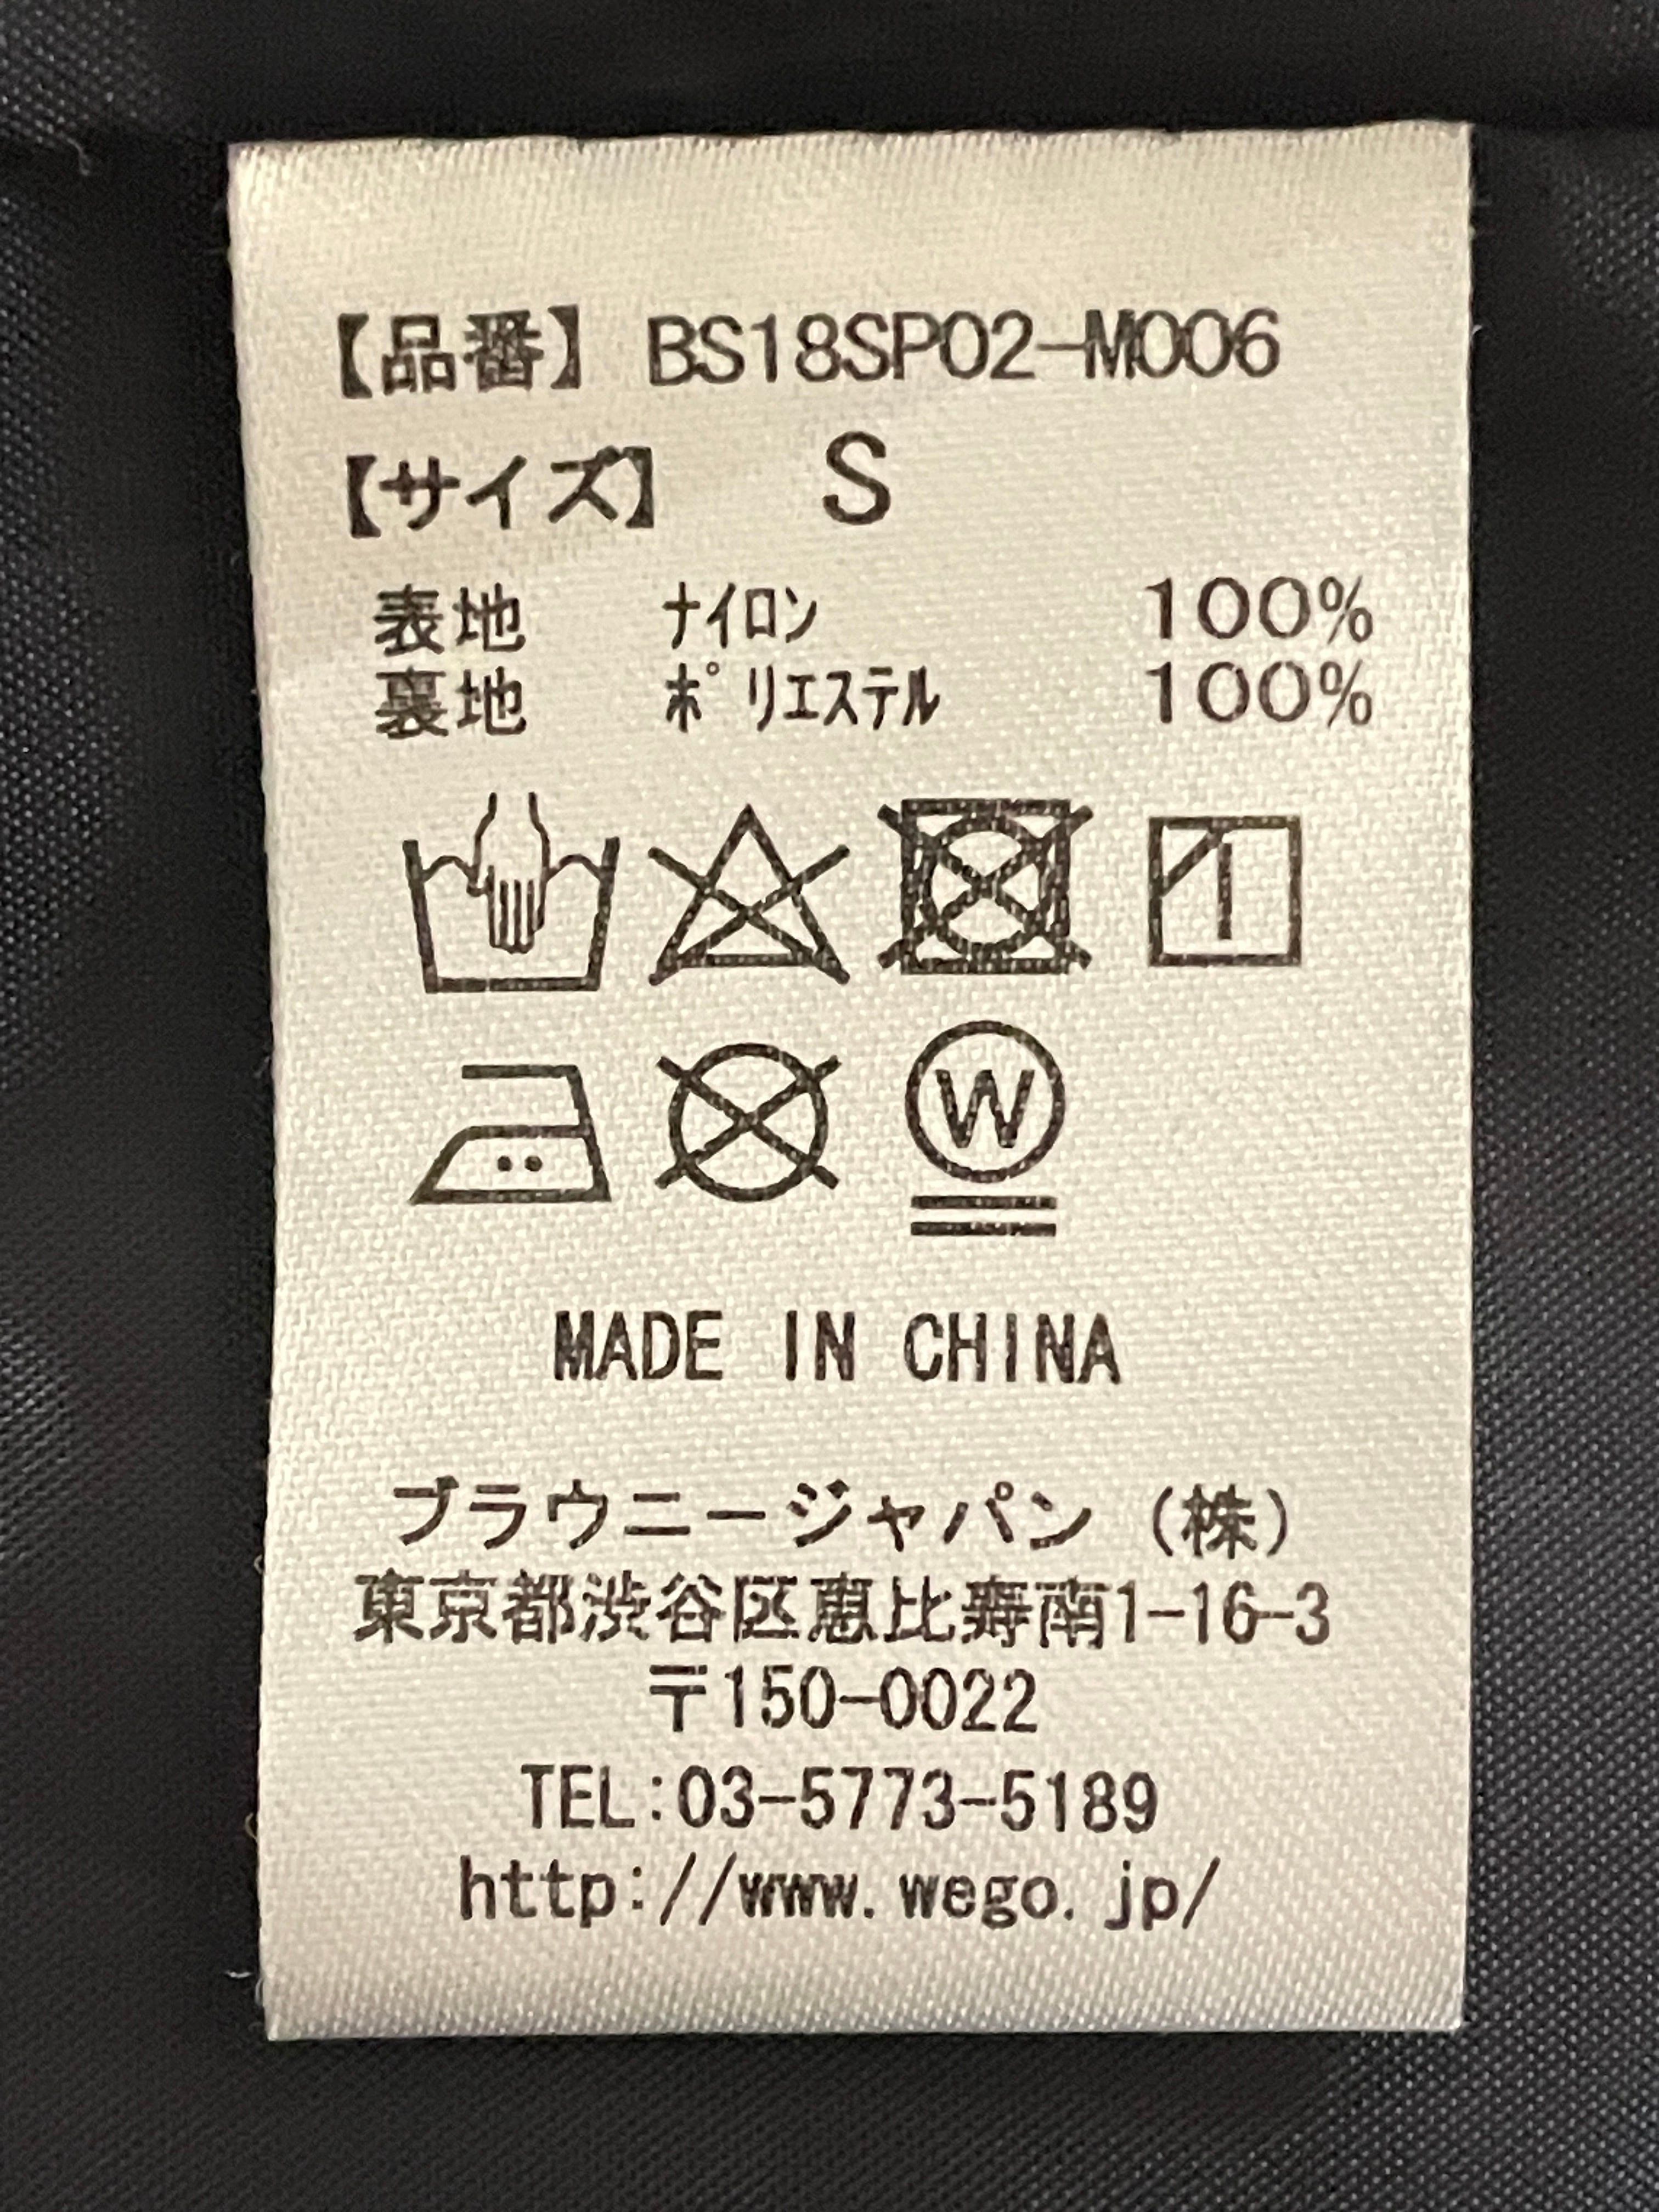 【品番】 BS18SP02-M006
【サイズ】 S
表地 ナイロン 100%
裏地 ポリエステル 100%
W
MADE IN CHINA
ブラウニージャパン (株)
東京都渋谷区恵比寿南1-16-3
〒150-0022
TEL:03-5773-5189
http://www.wego.jp/